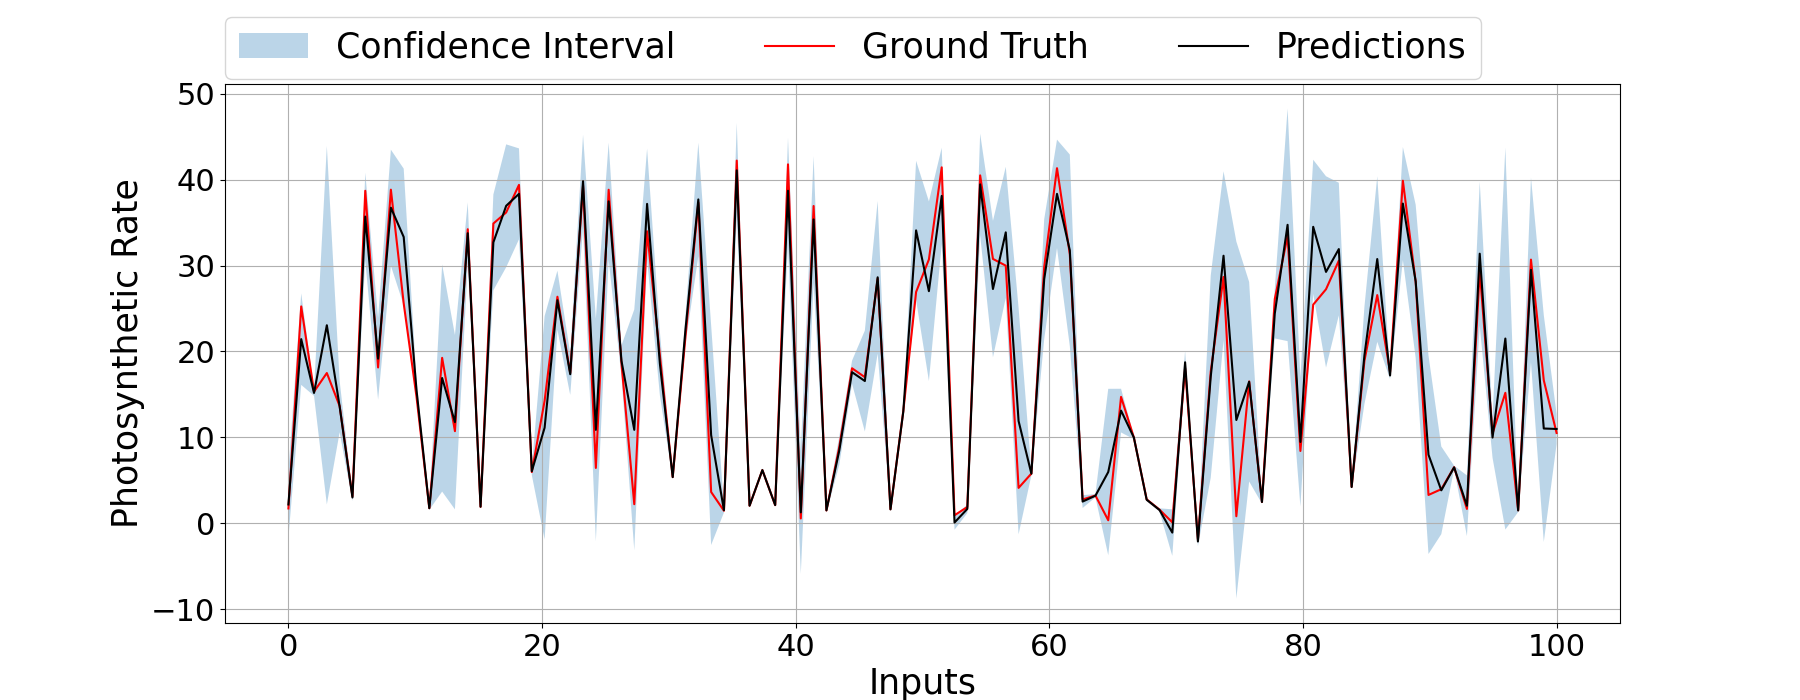 Confidence Interval Ground Truth Predictions
50
40
30
20
10
0
−10
Photosynthetic Rate
0 20 40 60 80 100
Inputs